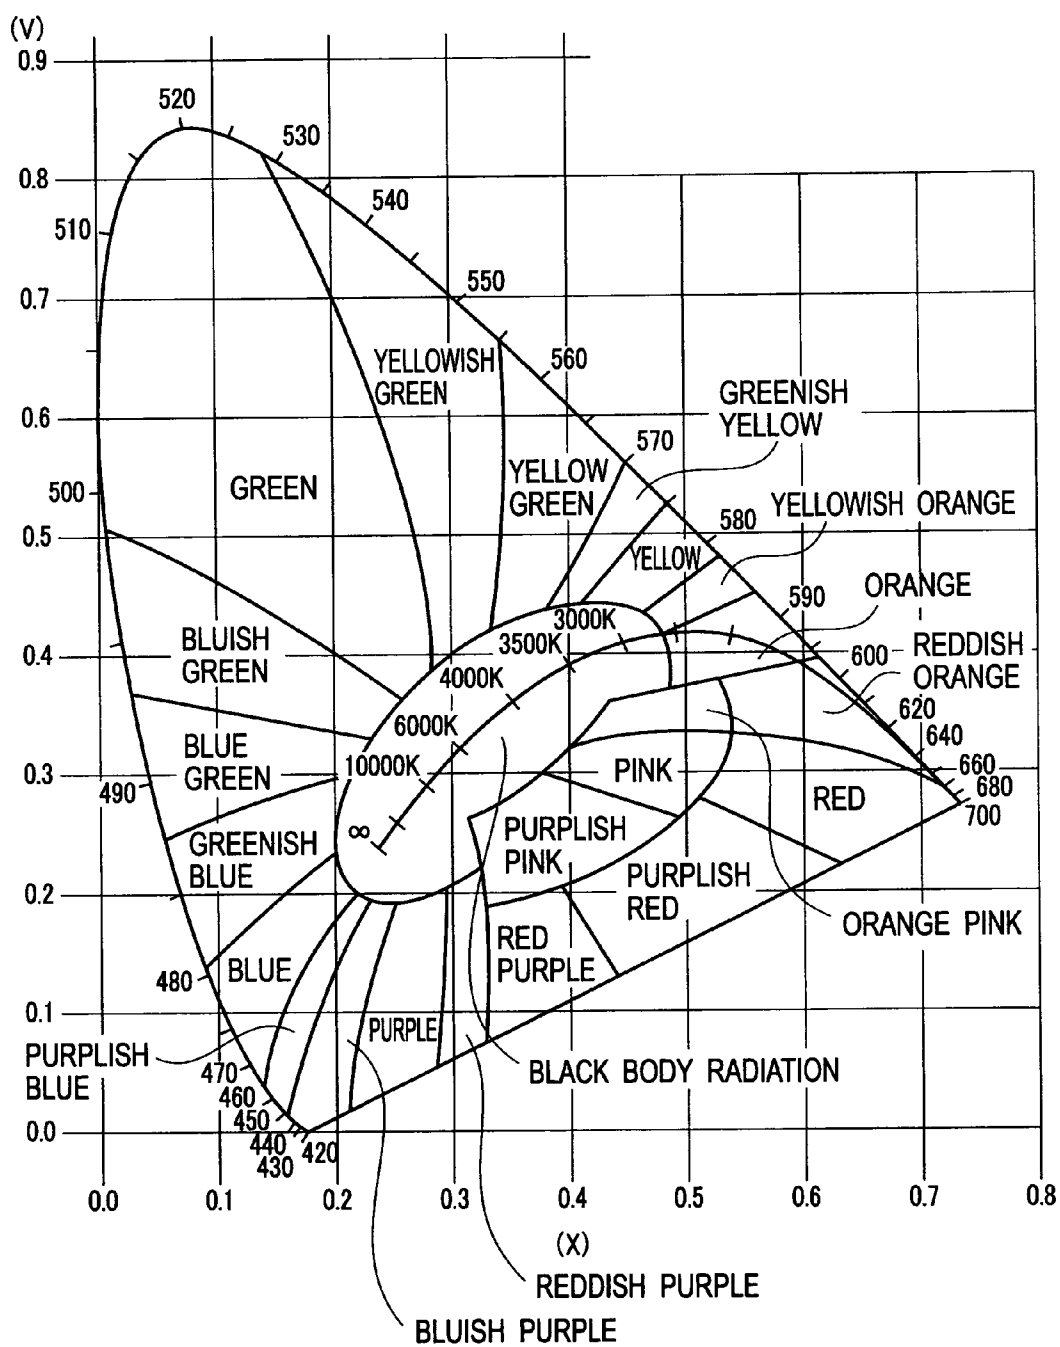 (V)
0.9
520
530
0.8
540
510
550
0.7
YELLOWISH
GREEN
560
GREENISH
YELLOW
0.6
570
500
GREEN
YELLOW
GREEN
YELLOWISH ORANGE
580
0.5
YELLOW
ORANGE
590
3000K
BLUISH
GREEN
3500K
REDDISH
ORANGE
0.4
600
4000K
620
6000K
640
BLUE
GREEN
10000K
0.3
PINK
660
680
490
RED
700
∞
GREENISH
BLUE
PURPLISH
PINK
PURPLISH
RED
0.2
ORANGE PINK
RED
PURPLE
480
BLUE
0.1
PURPLE
PURPLISH
BLUE
BLACK BODY RADIATION
470
460
450
0.0
440
430
420
0.0 0.1 0.2 0.3 0.4 0.5 0.6 0.7 0.8
(X)
REDDISH PURPLE
BLUISH PURPLE